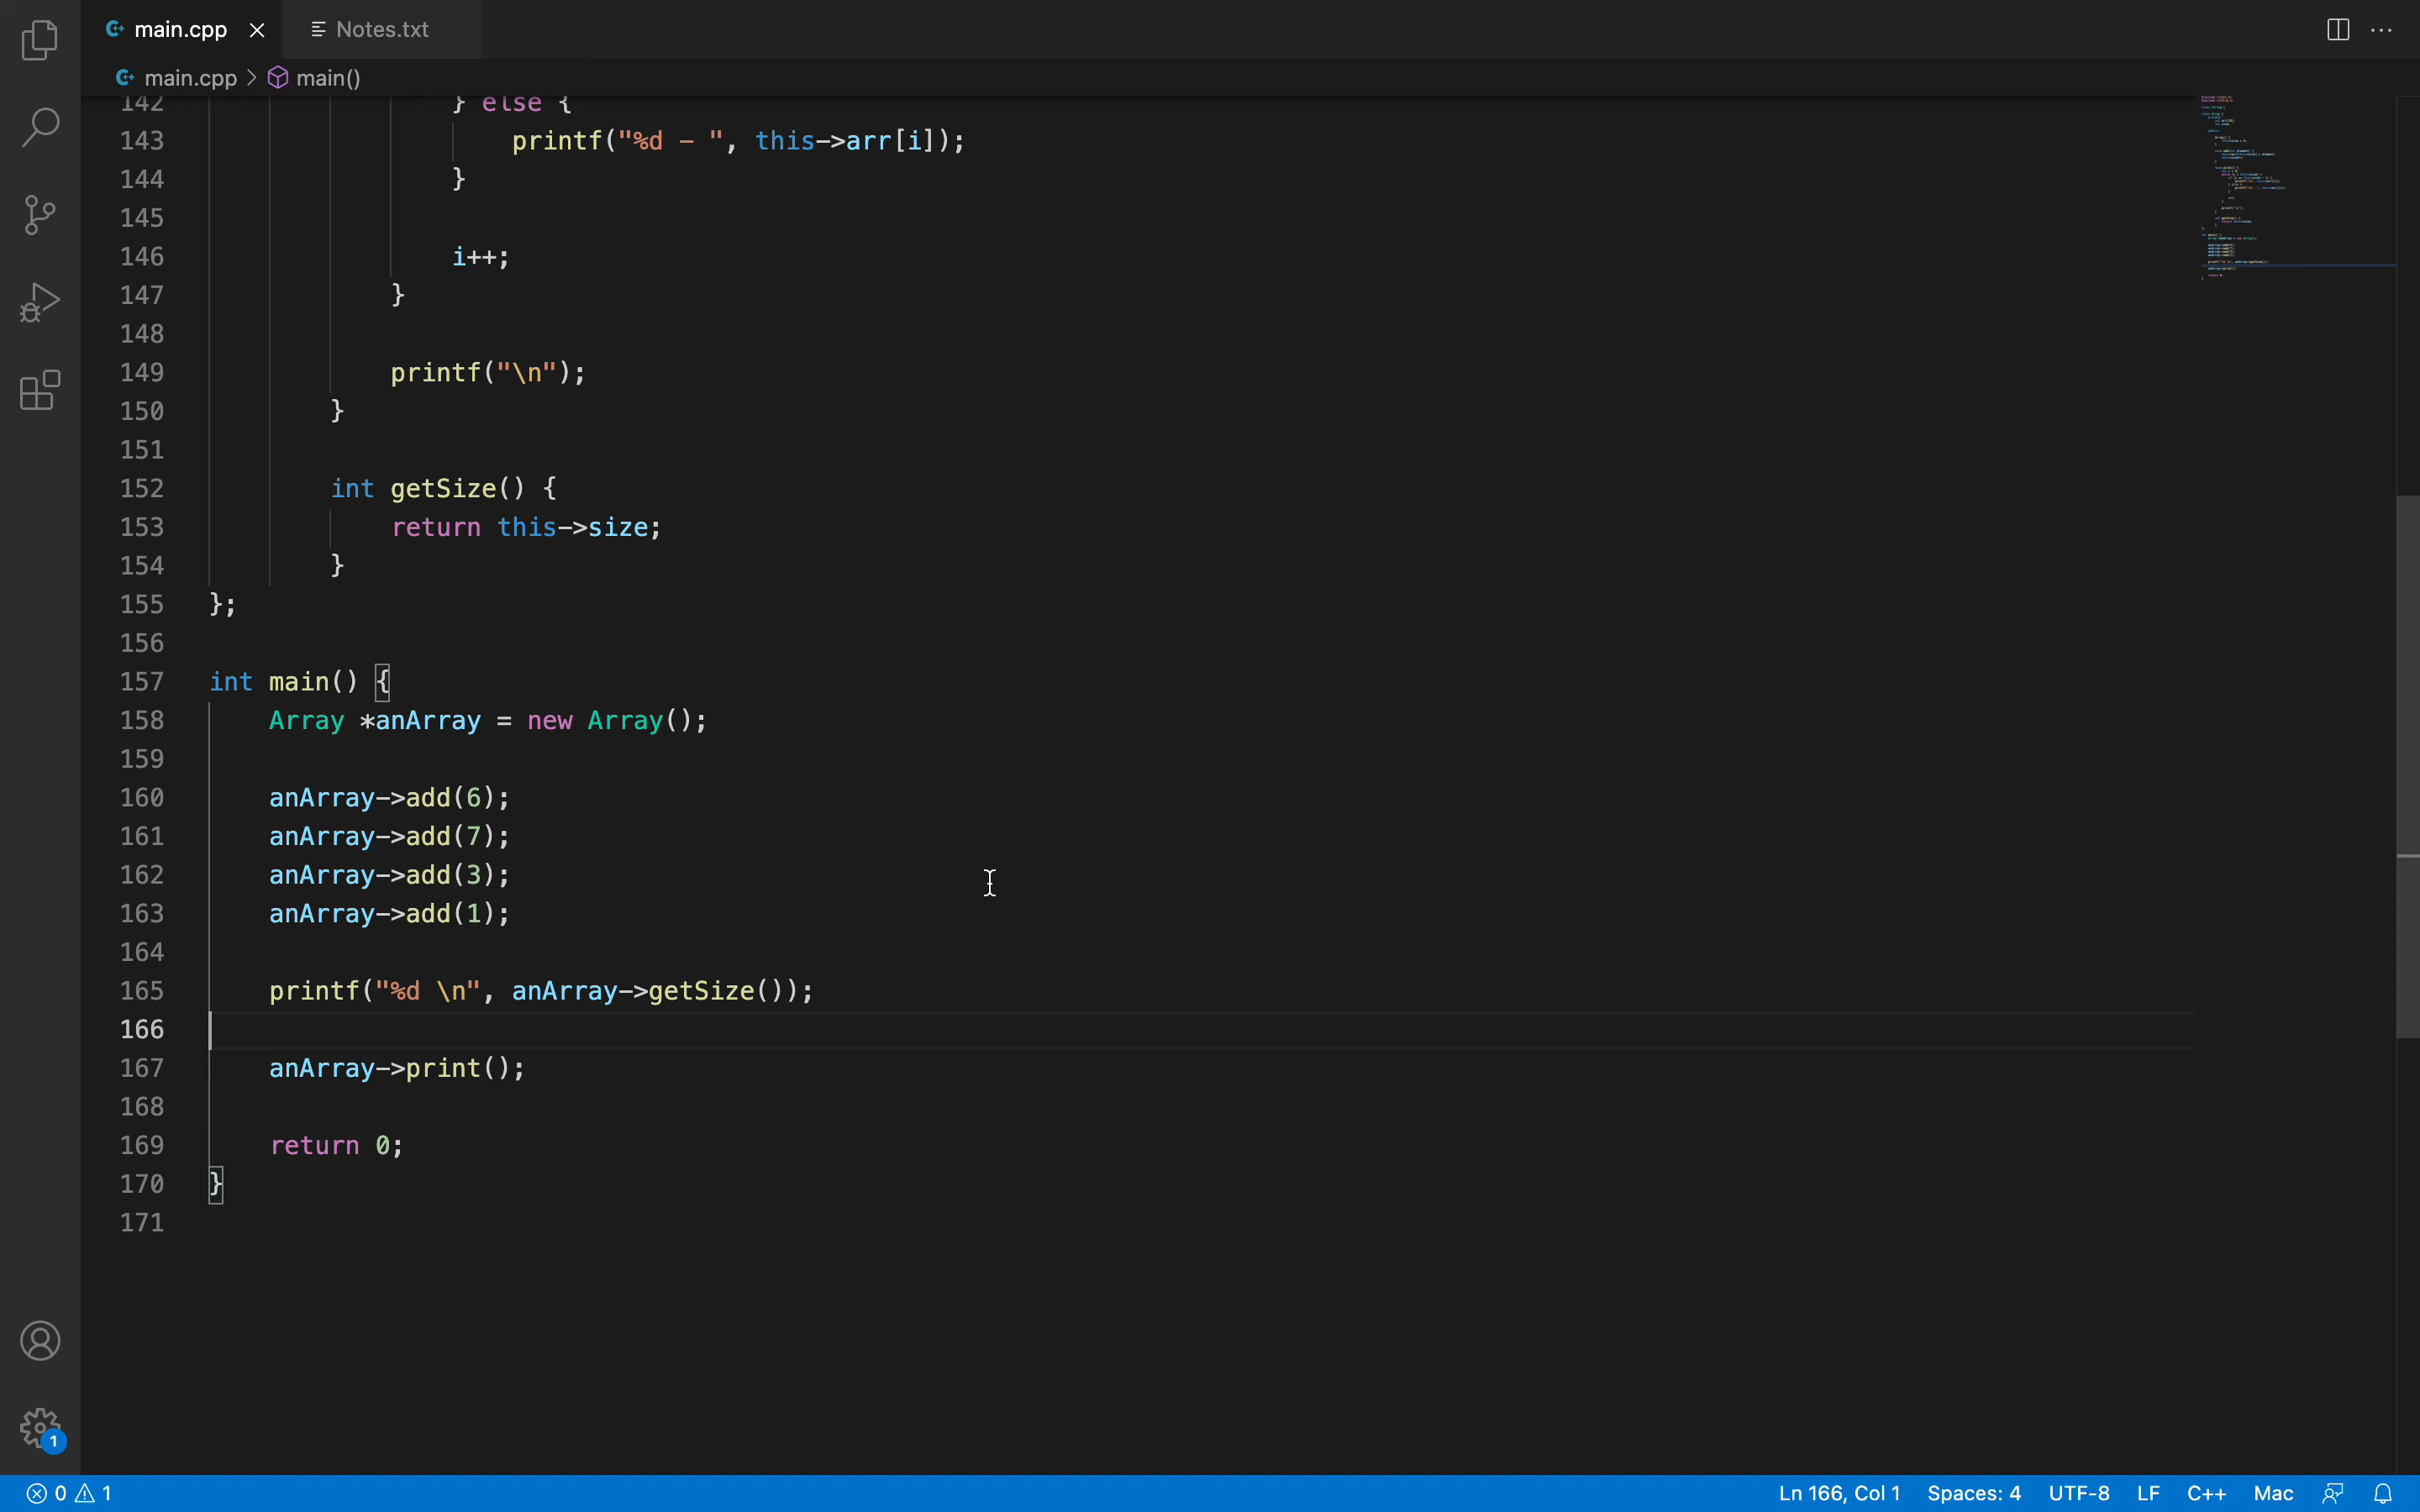 main.cpp
Notes.txt
main.cpp > main()
142 } else {
143 printf("%d - ", this->arr[i]);
144 }
145
146 i++;
147 }
148
149 printf("\n");
150 }
151
152 int getSize() {
153 return this->size;
154 }
155 };
156
157 int main() {
158 Array *anArray = new Array();
159
160 anArray->add(6);
161 anArray->add(7);
162 anArray->add(3);
163 anArray->add(1);
164
165 printf("%d \n", anArray->getSize());
166
167 anArray->print();
168
169 return 0;
170 }
171
1
0 1 Ln 166, Col 1 Spaces: 4 UTF-8 LF C++ Mac